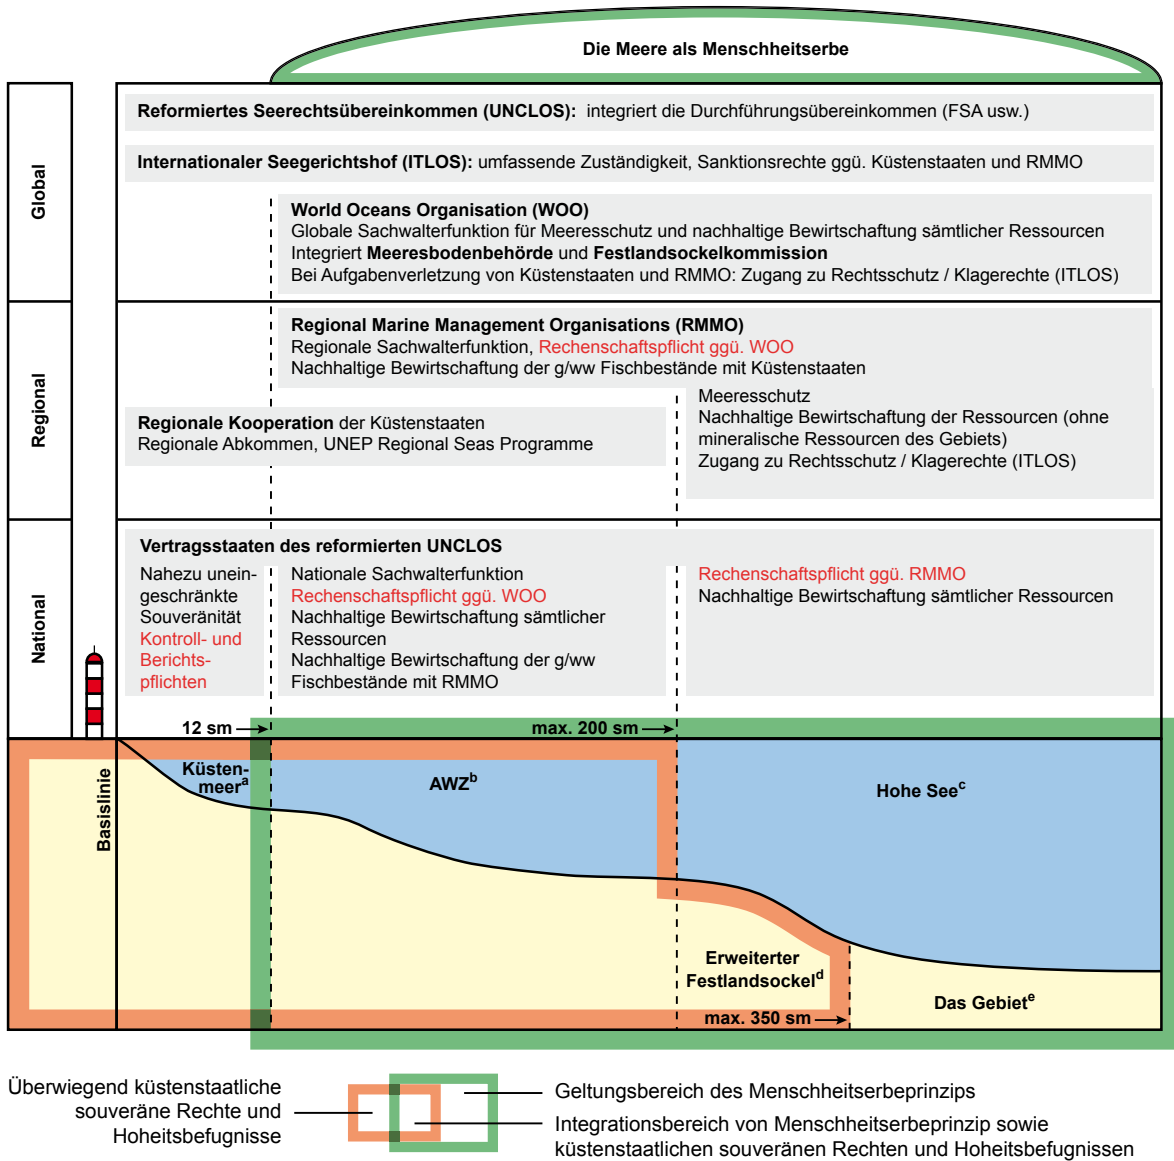 Die Meere als Menschheitserbe
Global
Reformiertes Seerechtsübereinkommen (UNCLOS): integriert die Durchführungsübereinkommen (FSA usw.)
Internationaler Seegerichtshof (ITLOS): umfassende Zuständigkeit, Sanktionsrechte ggü. Küstenstaaten und RMMO
World Oceans Organisation (WOO)
Globale Sachwalterfunktion für Meeresschutz und nachhaltige Bewirtschaftung sämtlicher Ressourcen
Integriert Meeresbodenbehörde und Festlandsockelkommission
Bei Aufgabenverletzung von Küstenstaaten und RMMO: Zugang zu Rechtsschutz / Klagerechte (ITLOS)
Regional
Regional Marine Management Organisations (RMMO)
Regionale Sachwalterfunktion, Rechenschaftspflicht ggü. WOO
Nachhaltige Bewirtschaftung der g/ww Fischbestände mit Küstenstaaten
Meeresschutz
Nachhaltige Bewirtschaftung der Ressourcen (ohne
mineralische Ressourcen des Gebiets)
Zugang zu Rechtsschutz / Klagerechte (ITLOS)
Regionale Kooperation der Küstenstaaten
Regionale Abkommen, UNEP Regional Seas Programme
National
Vertragsstaaten des reformierten UNCLOS
Nahezu unein-
geschränkte
Souveränität
Kontroll- und
Berichts-
pflichten
Nationale Sachwalterfunktion
Rechenschaftspflicht ggü. WOO
Nachhaltige Bewirtschaftung sämtlicher
Ressourcen
Nachhaltige Bewirtschaftung der g/ww
Fischbestände mit RMMO
Rechenschaftspflicht ggü. RMMO
Nachhaltige Bewirtschaftung sämtlicher Ressourcen
12 sm
max. 200 sm
Basislinie
Küsten-
meerᵃ
AWZᵇ
Hohe Seeᶜ
Erweiterter
Festlandsockelᵈ
Das Gebietᵉ
max. 350 sm
Überwiegend küstenstaatliche
souveräne Rechte und
Hoheitsbefugnisse
Geltungsbereich des Menschheitserbeprinzips
Integrationsbereich von Menschheitserbeprinzip sowie
küstenstaatlichen souveränen Rechten und Hoheitsbefugnissen